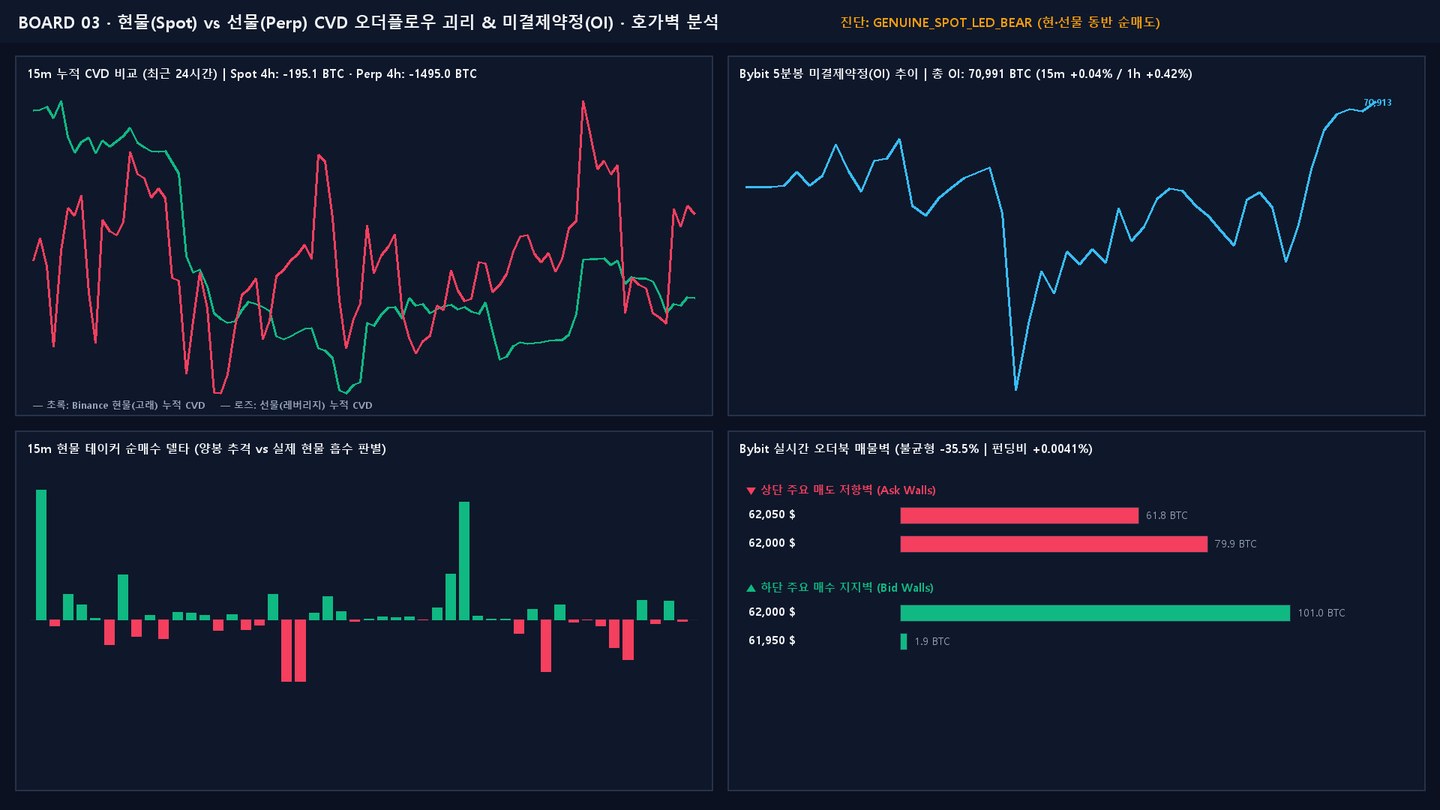 BOARD 03 · 현물(Spot) vs 선물(Perp) CVD 오더플로우 괴리 & 미결제약정(OI) · 호가벽 분석
진단: GENUINE_SPOT_LED_BEAR (현·선물 동반 순매도)
15m 누적 CVD 비교 (최근 24시간) | Spot 4h: -195.1 BTC · Perp 4h: -1495.0 BTC
— 초록: Binance 현물(고래) 누적 CVD — 로즈: 선물(레버리지) 누적 CVD
Bybit 5분봉 미결제약정(OI) 추이 | 총 OI: 70,991 BTC (15m +0.04% / 1h +0.42%)
70,913
15m 현물 테이커 순매수 델타 (양봉 추격 vs 실제 현물 흡수 판별)
Bybit 실시간 오더북 매물벽 (불균형 -35.5% | 펀딩비 +0.0041%)
▼ 상단 주요 매도 저항벽 (Ask Walls)
62,050 $ 61.8 BTC
62,000 $ 79.9 BTC
▲ 하단 주요 매수 지지벽 (Bid Walls)
62,000 $ 101.0 BTC
61,950 $ 1.9 BTC